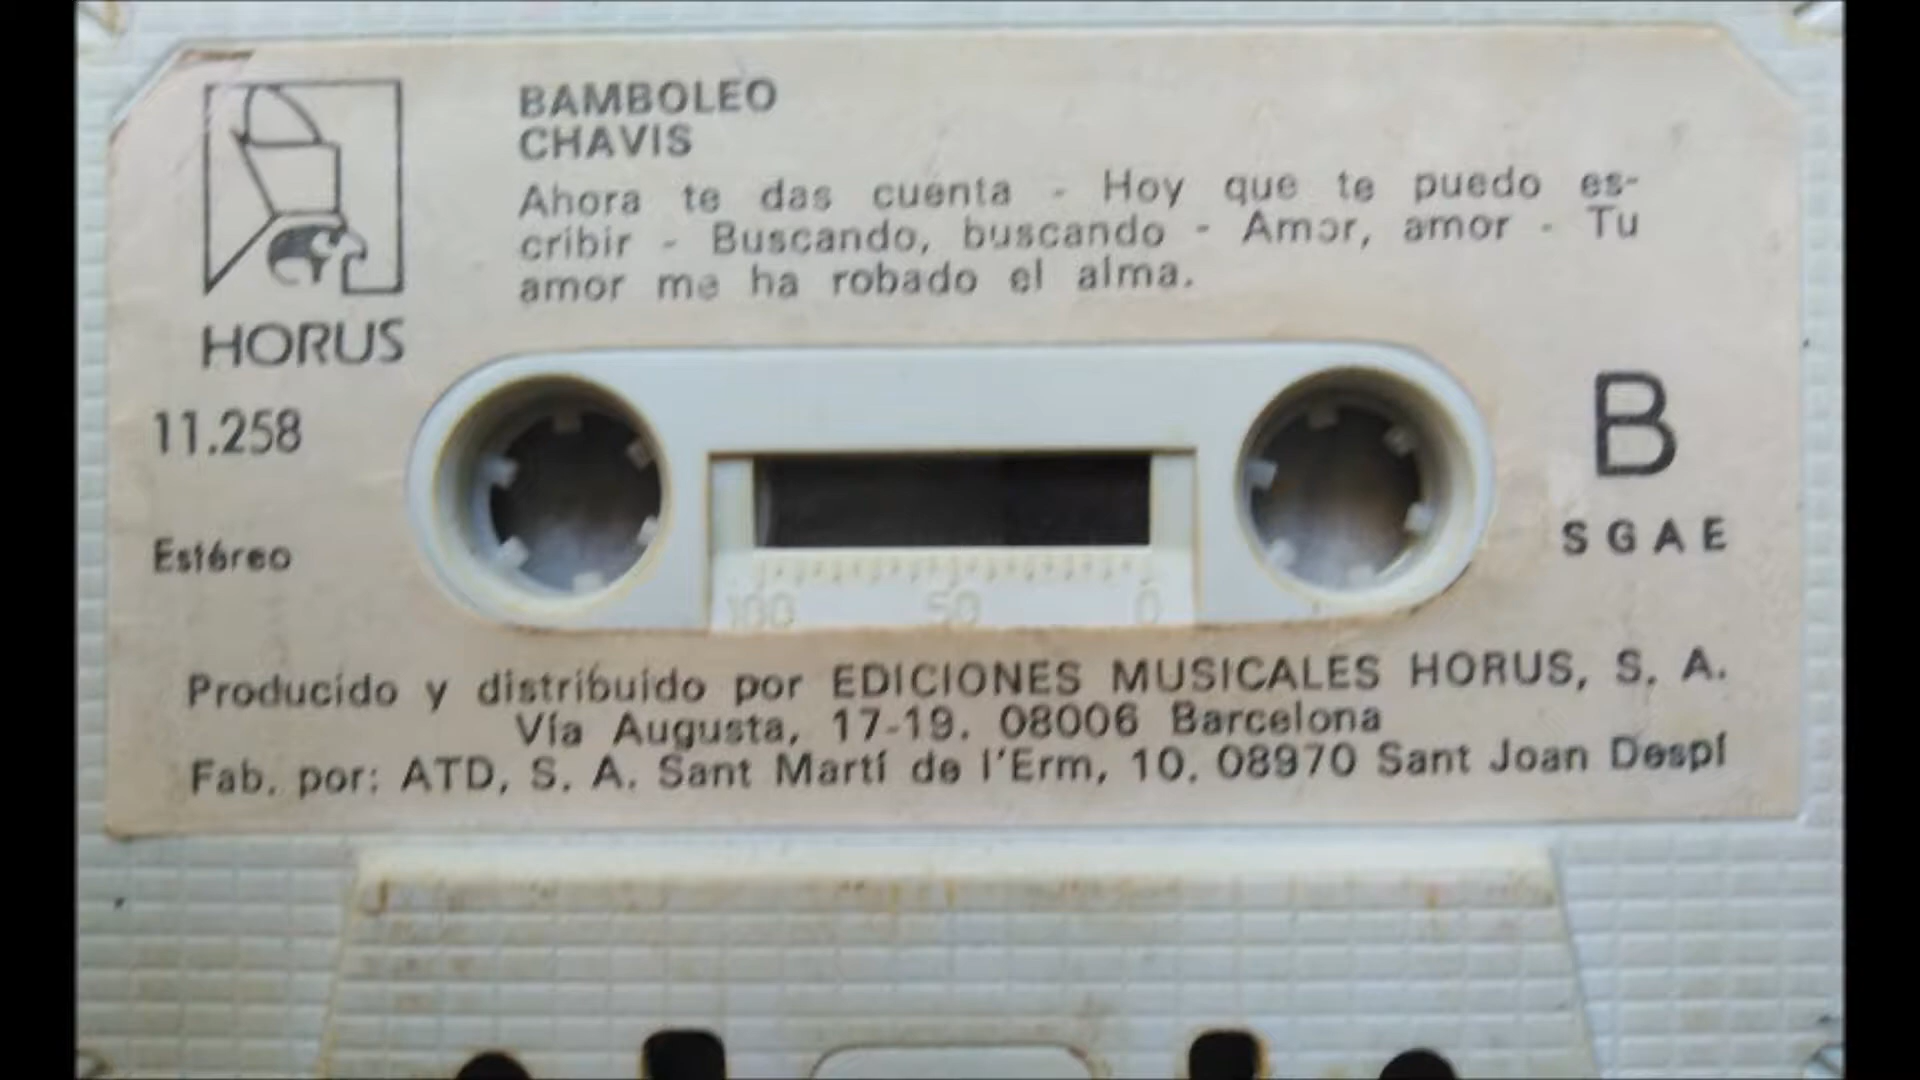 BAMBOLEO
CHAVIS
Ahora te das cuenta - Hoy que te puedo es-
cribir - Buscando, buscando - Amor, amor - Tu
amor me ha robado el alma.
HORUS
11.258
B
Estéreo
SGAE
100 50 0
Producido y distribuido por EDICIONES MUSICALES HORUS, S. A.
Vía Augusta, 17-19. 08006 Barcelona
Fab. por: ATD, S. A. Sant Martí de l'Erm, 10. 08970 Sant Joan Despí